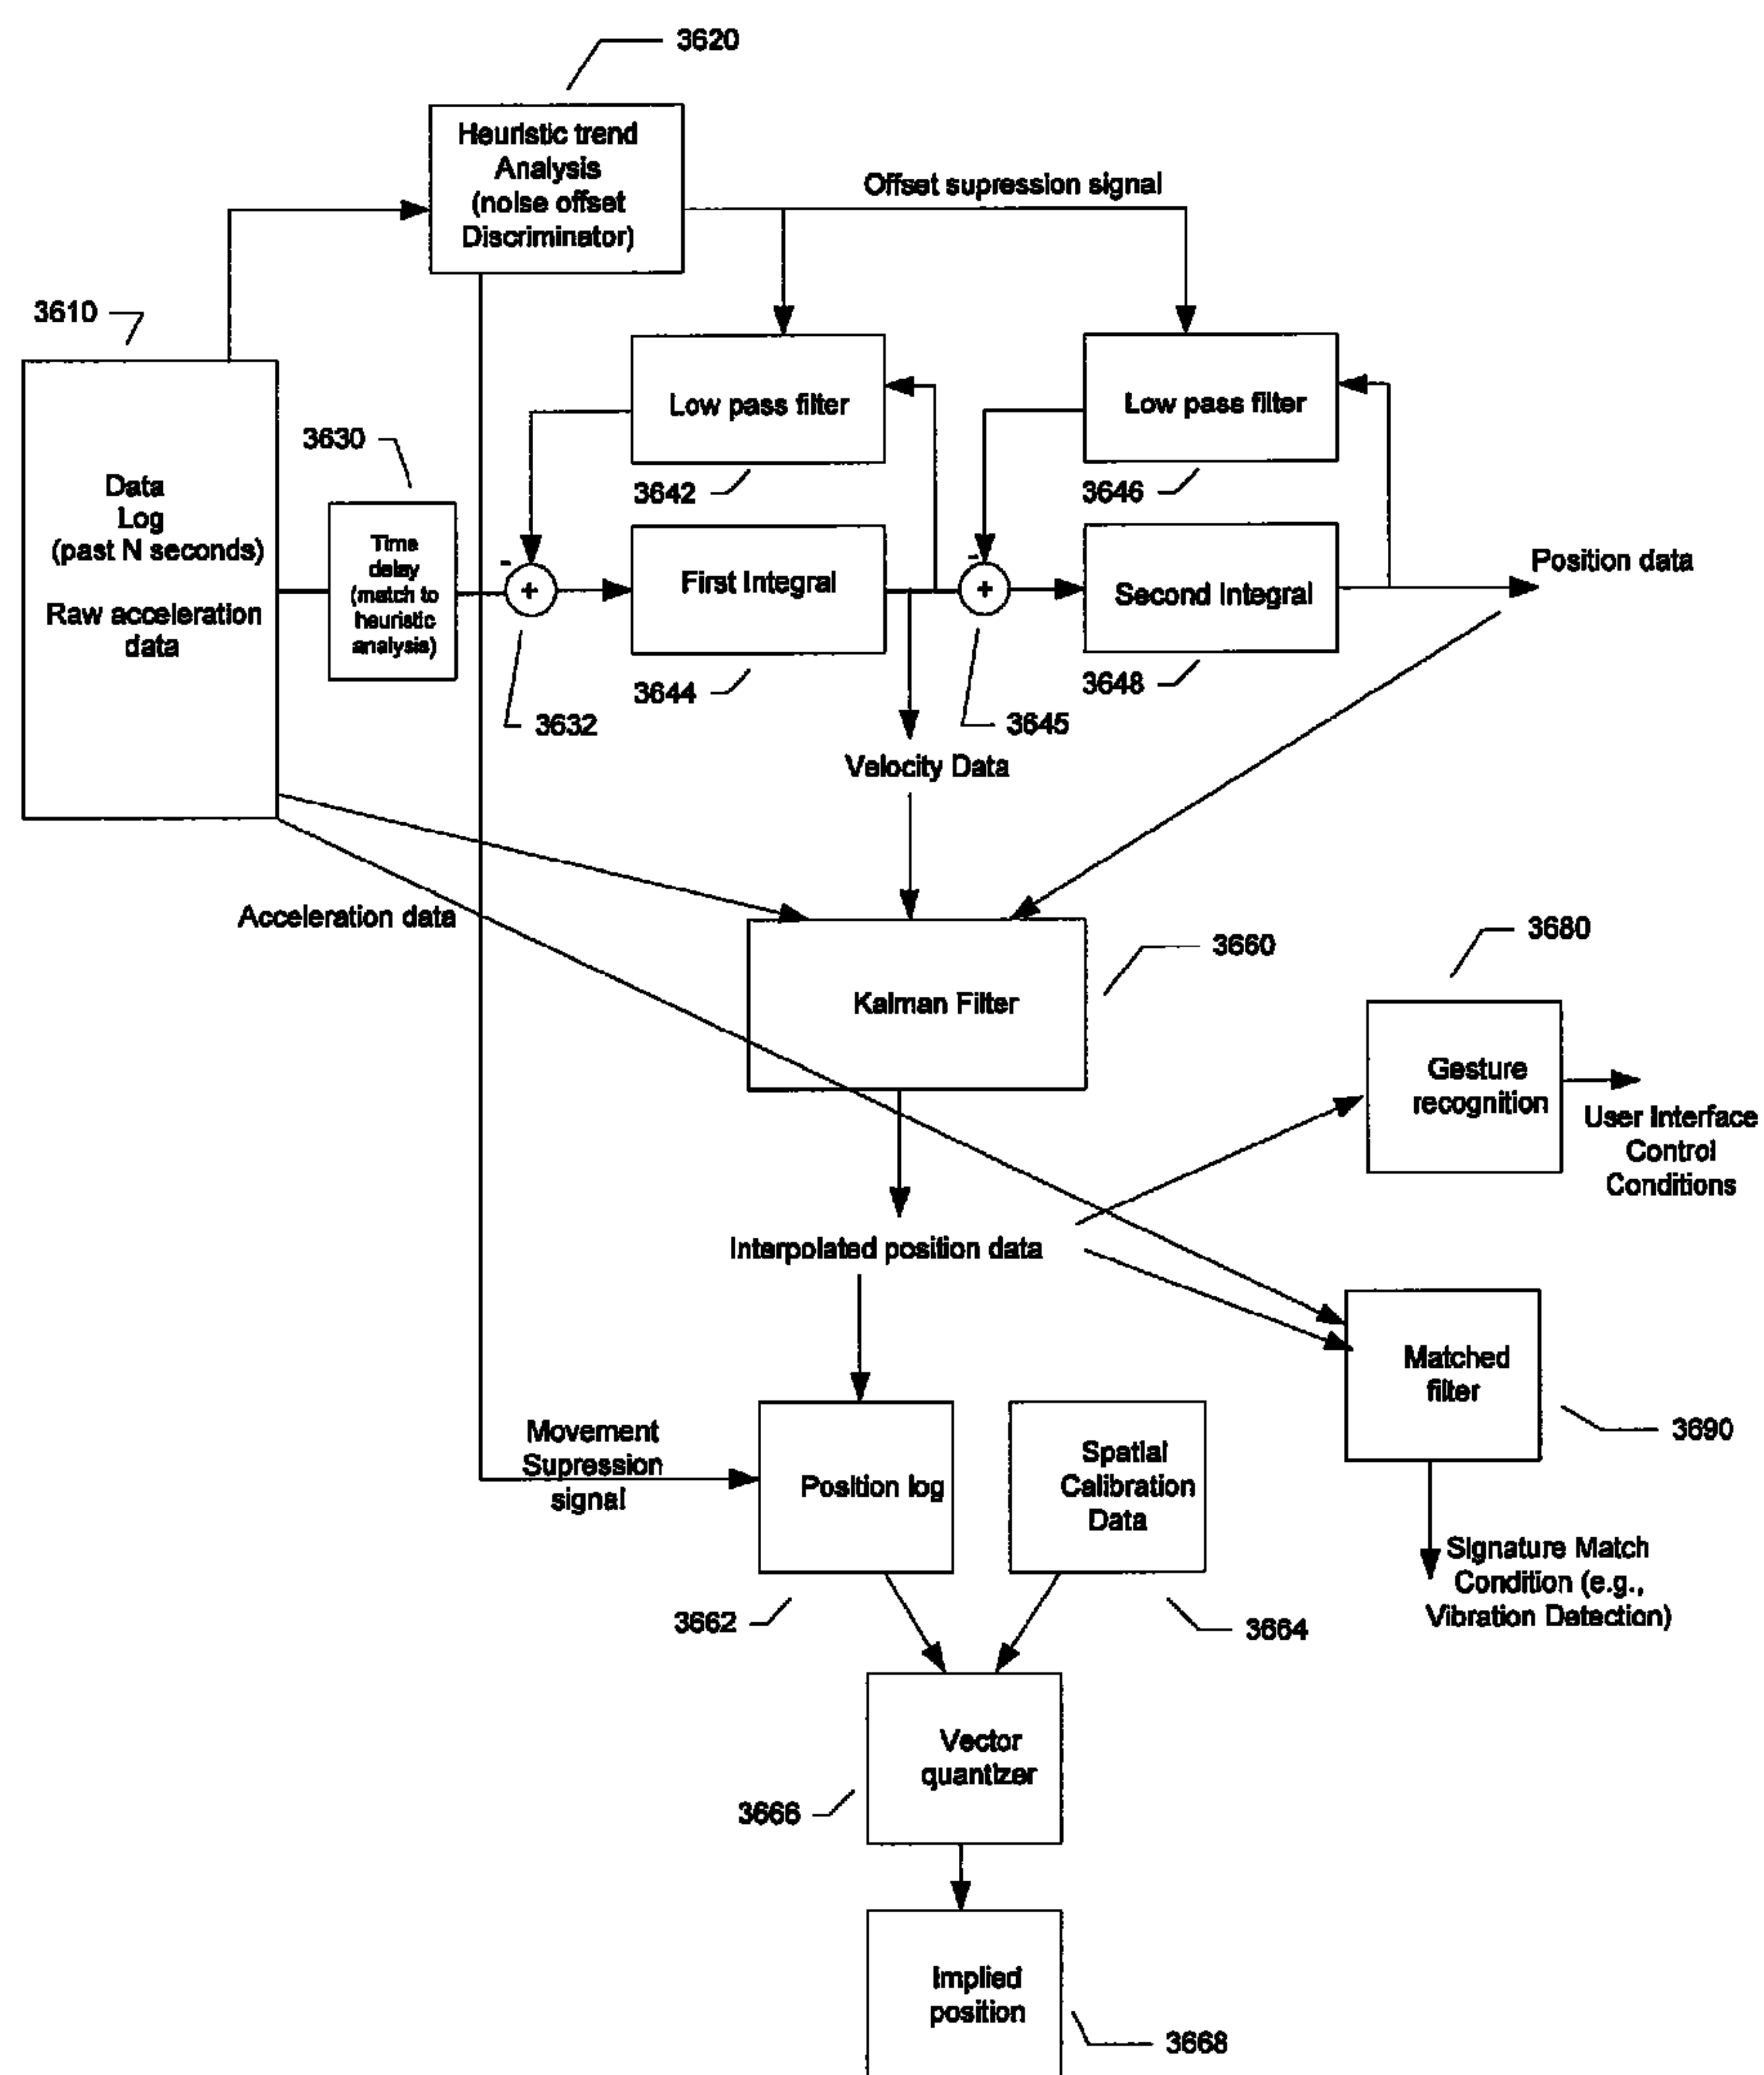 3620
Heuristic trend
Analysis
(noise offset
Discriminator)
Offset supression signal
3610
Data
Log
(past N seconds)
Raw acceleration
data
3630
Time
delay
(match to
heuristic
analysis)
-
+
3632
Low pass filter
3642
First Integral
3644
-
+
3645
Low pass filter
3646
Second Integral
3648
Position data
Velocity Data
Acceleration data
Kalman Filter
3660
3680
Gesture
recognition
User Interface
Control
Conditions
Interpolated position data
Matched
filter
3690
Signature Match
Condition (e.g.,
Vibration Detection)
Movement
Supression
signal
Position log
3662
Spatial
Calibration
Data
3664
Vector
quantizer
3666
Implied
position
3668